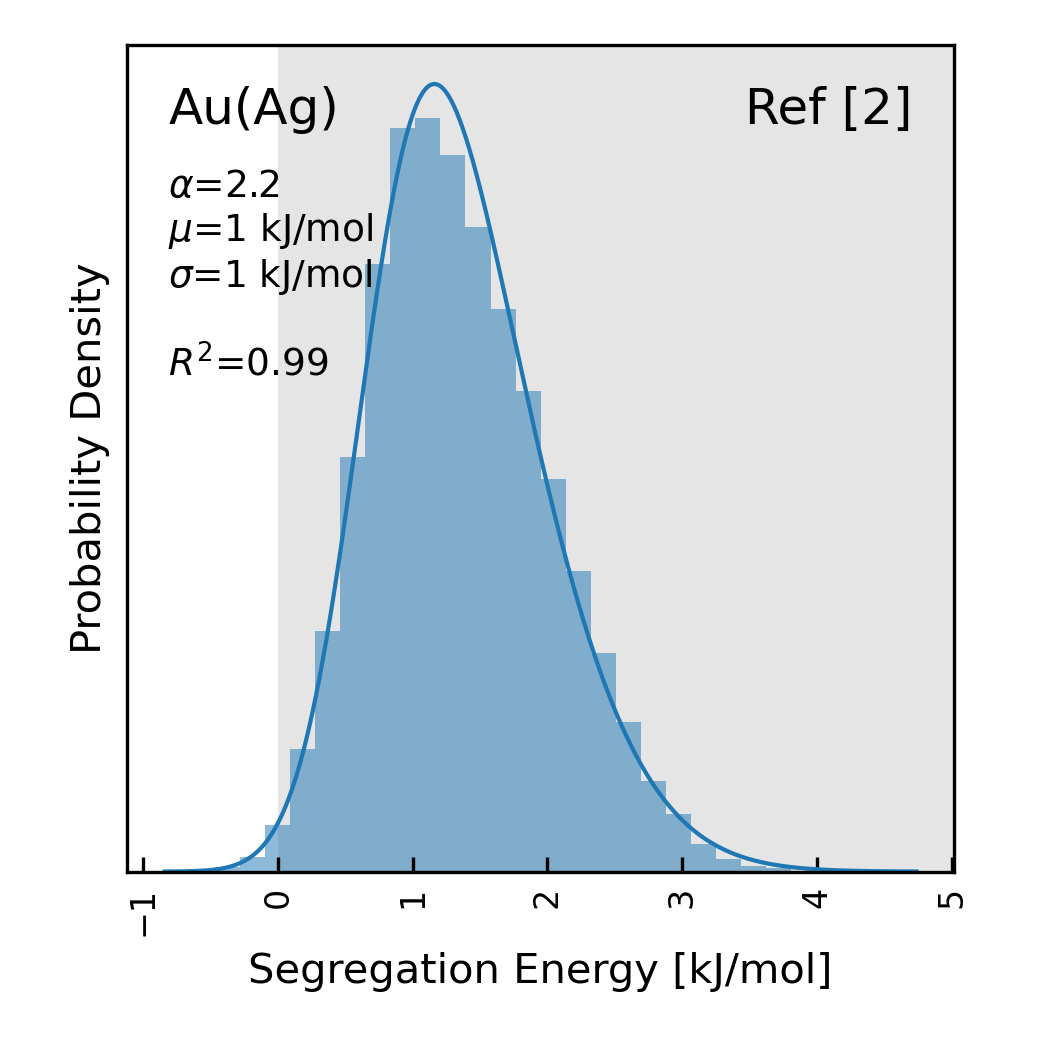 Au(Ag)
Ref [2]
α=2.2
μ=1 kJ/mol
σ=1 kJ/mol
R²=0.99
Probability Density
−1 0 1 2 3 4 5
Segregation Energy [kJ/mol]